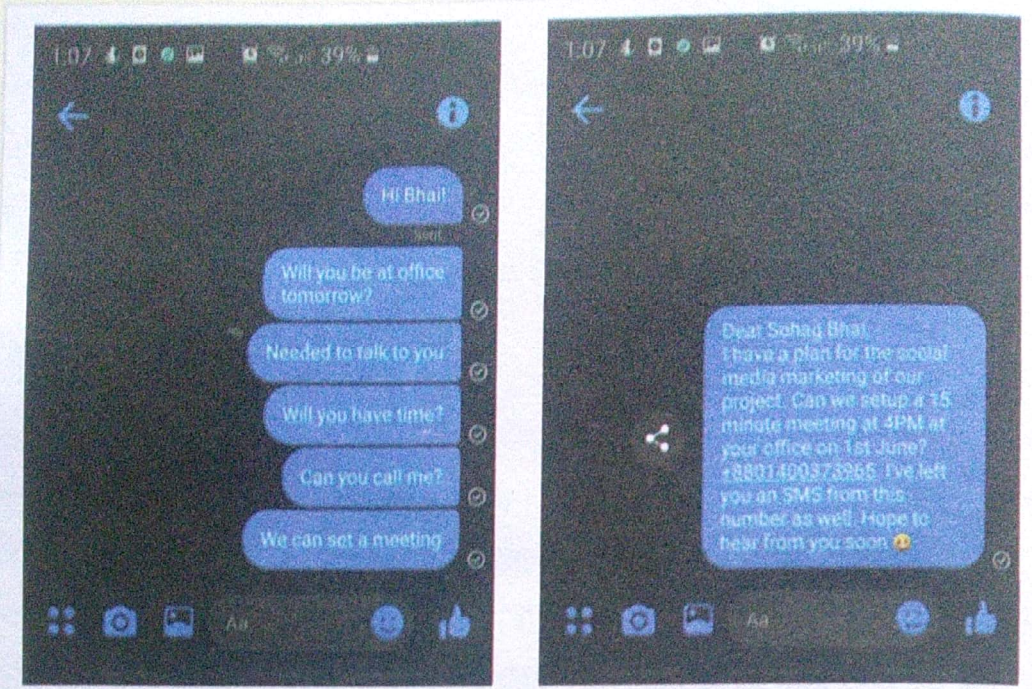 1:07
39%
Hi Bhai!
Sent
Will you be at office
tomorrow?
Needed to talk to you
Will you have time?
Can you call me?
We can set a meeting
Aa
1:07
39%
Dear Sohag Bhai,
I have a plan for the social
media marketing of our
project. Can we setup a 15
minute meeting at 4PM at
your office on 1st June?
I've left
you an SMS from this
number as well. Hope to
hear from you soon 😃
Aa